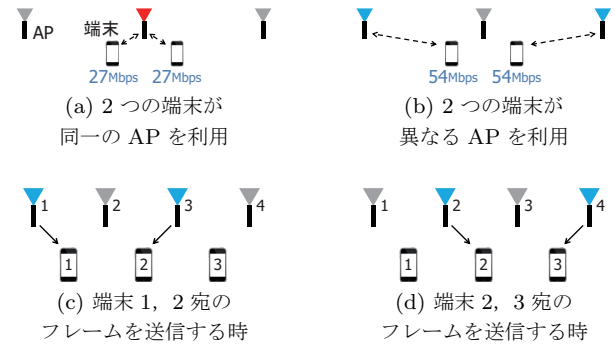 AP 端末
27Mbps 27Mbps
(a) 2 つの端末が
同一の AP を利用
54Mbps 54Mbps
(b) 2 つの端末が
異なる AP を利用
1 2 3 4
1 2 3
(c) 端末 1，2 宛の
フレームを送信する時
1 2 3 4
1 2 3
(d) 端末 2，3 宛の
フレームを送信する時